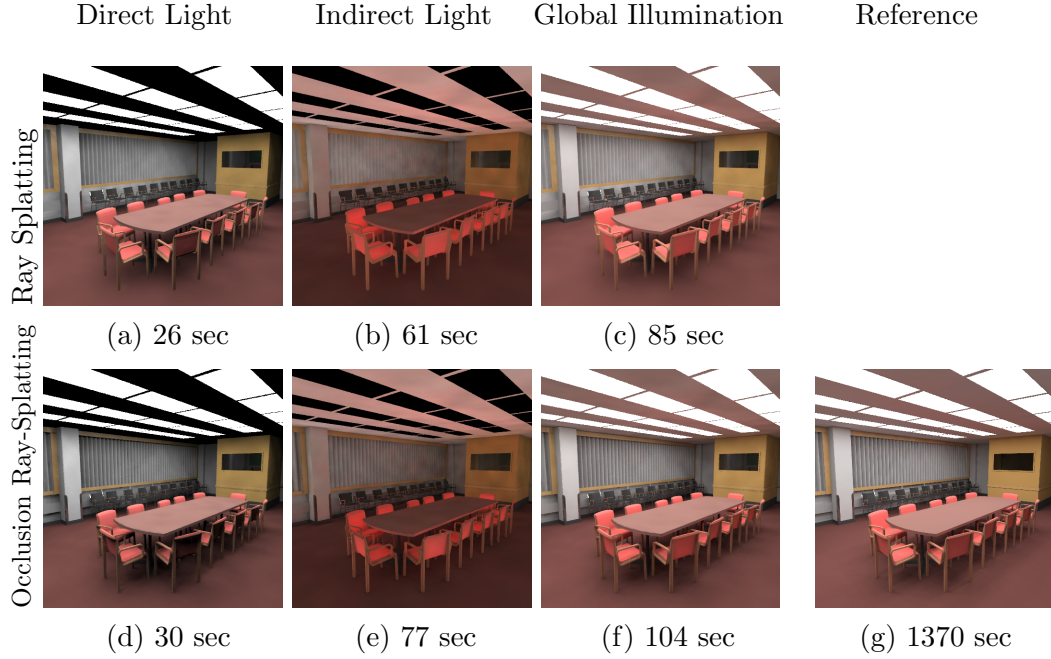 Direct Light
Indirect Light
Global Illumination
Reference
Ray Splatting
(a) 26 sec
(b) 61 sec
(c) 85 sec
Occlusion Ray-Splatting
(d) 30 sec
(e) 77 sec
(f) 104 sec
(g) 1370 sec